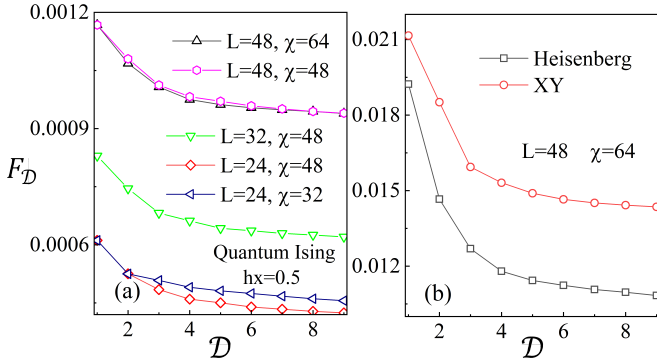 0.0012
0.0009
0.0006
F_𝒟
L=48, χ=64
L=48, χ=48
L=32, χ=48
L=24, χ=48
L=24, χ=32
Quantum Ising
hx=0.5
(a)
2 4 6 8
𝒟
0.021
0.018
0.015
0.012
Heisenberg
XY
L=48 χ=64
(b)
2 4 6 8
𝒟